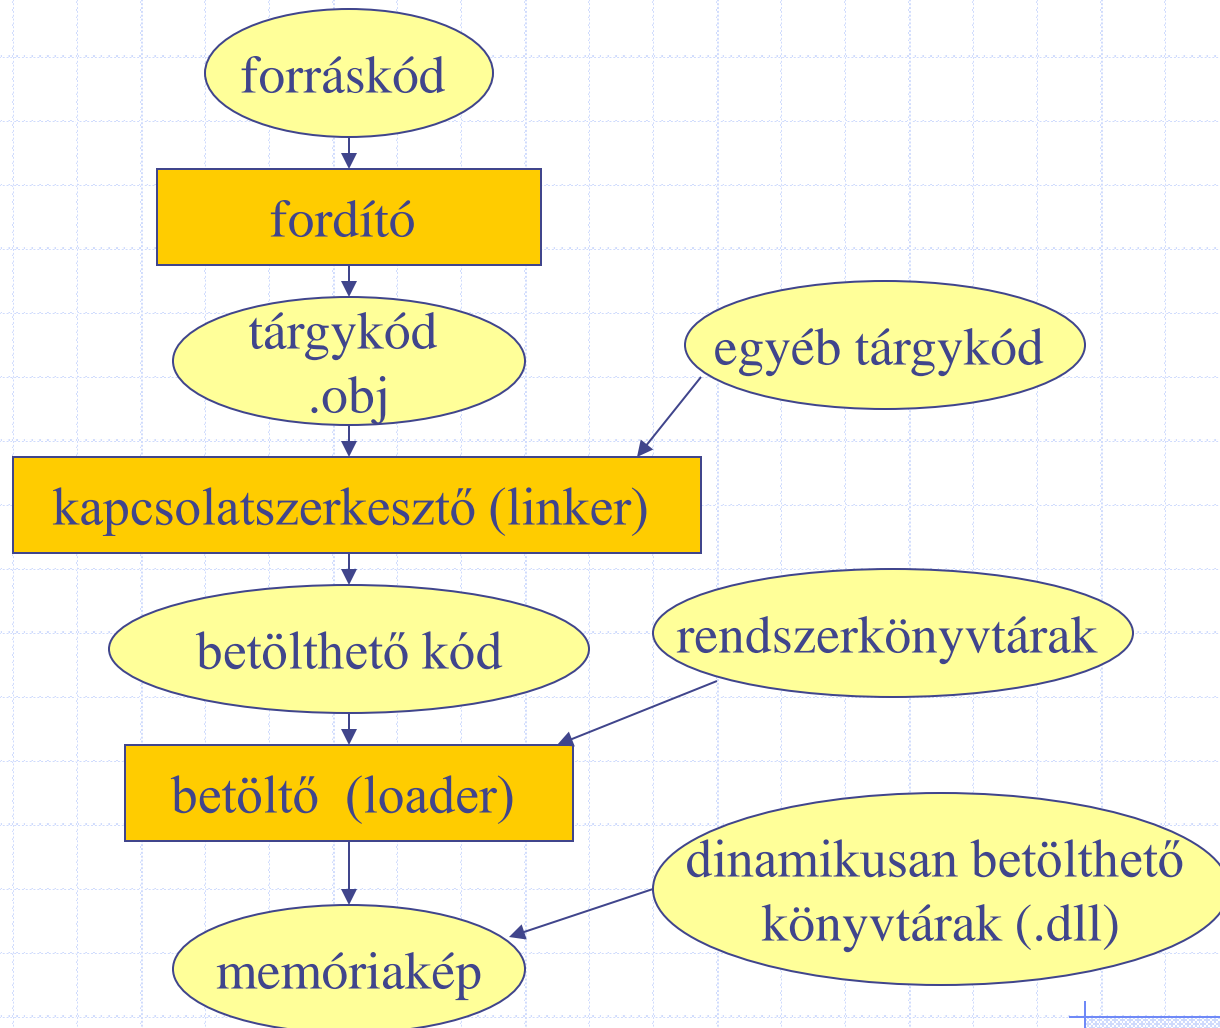 forráskód
fordító
tárgykód
.obj
egyéb tárgykód
kapcsolatszerkesztő (linker)
betölthető kód
rendszerkönyvtárak
betöltő  (loader)
dinamikusan betölthető
könyvtárak (.dll)
memóriakép